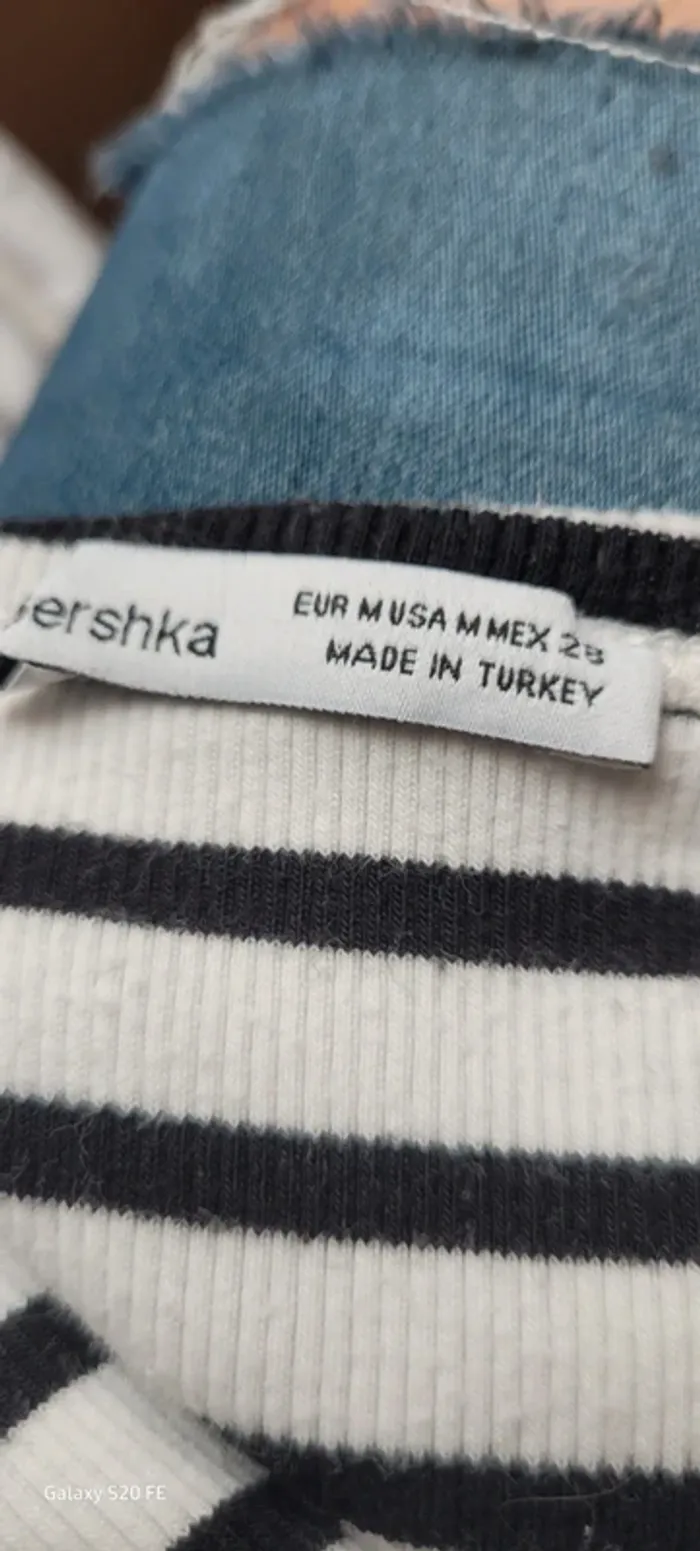 ershka
EUR M USA M MEX 28
MADE IN TURKEY
Galaxy S20 FE